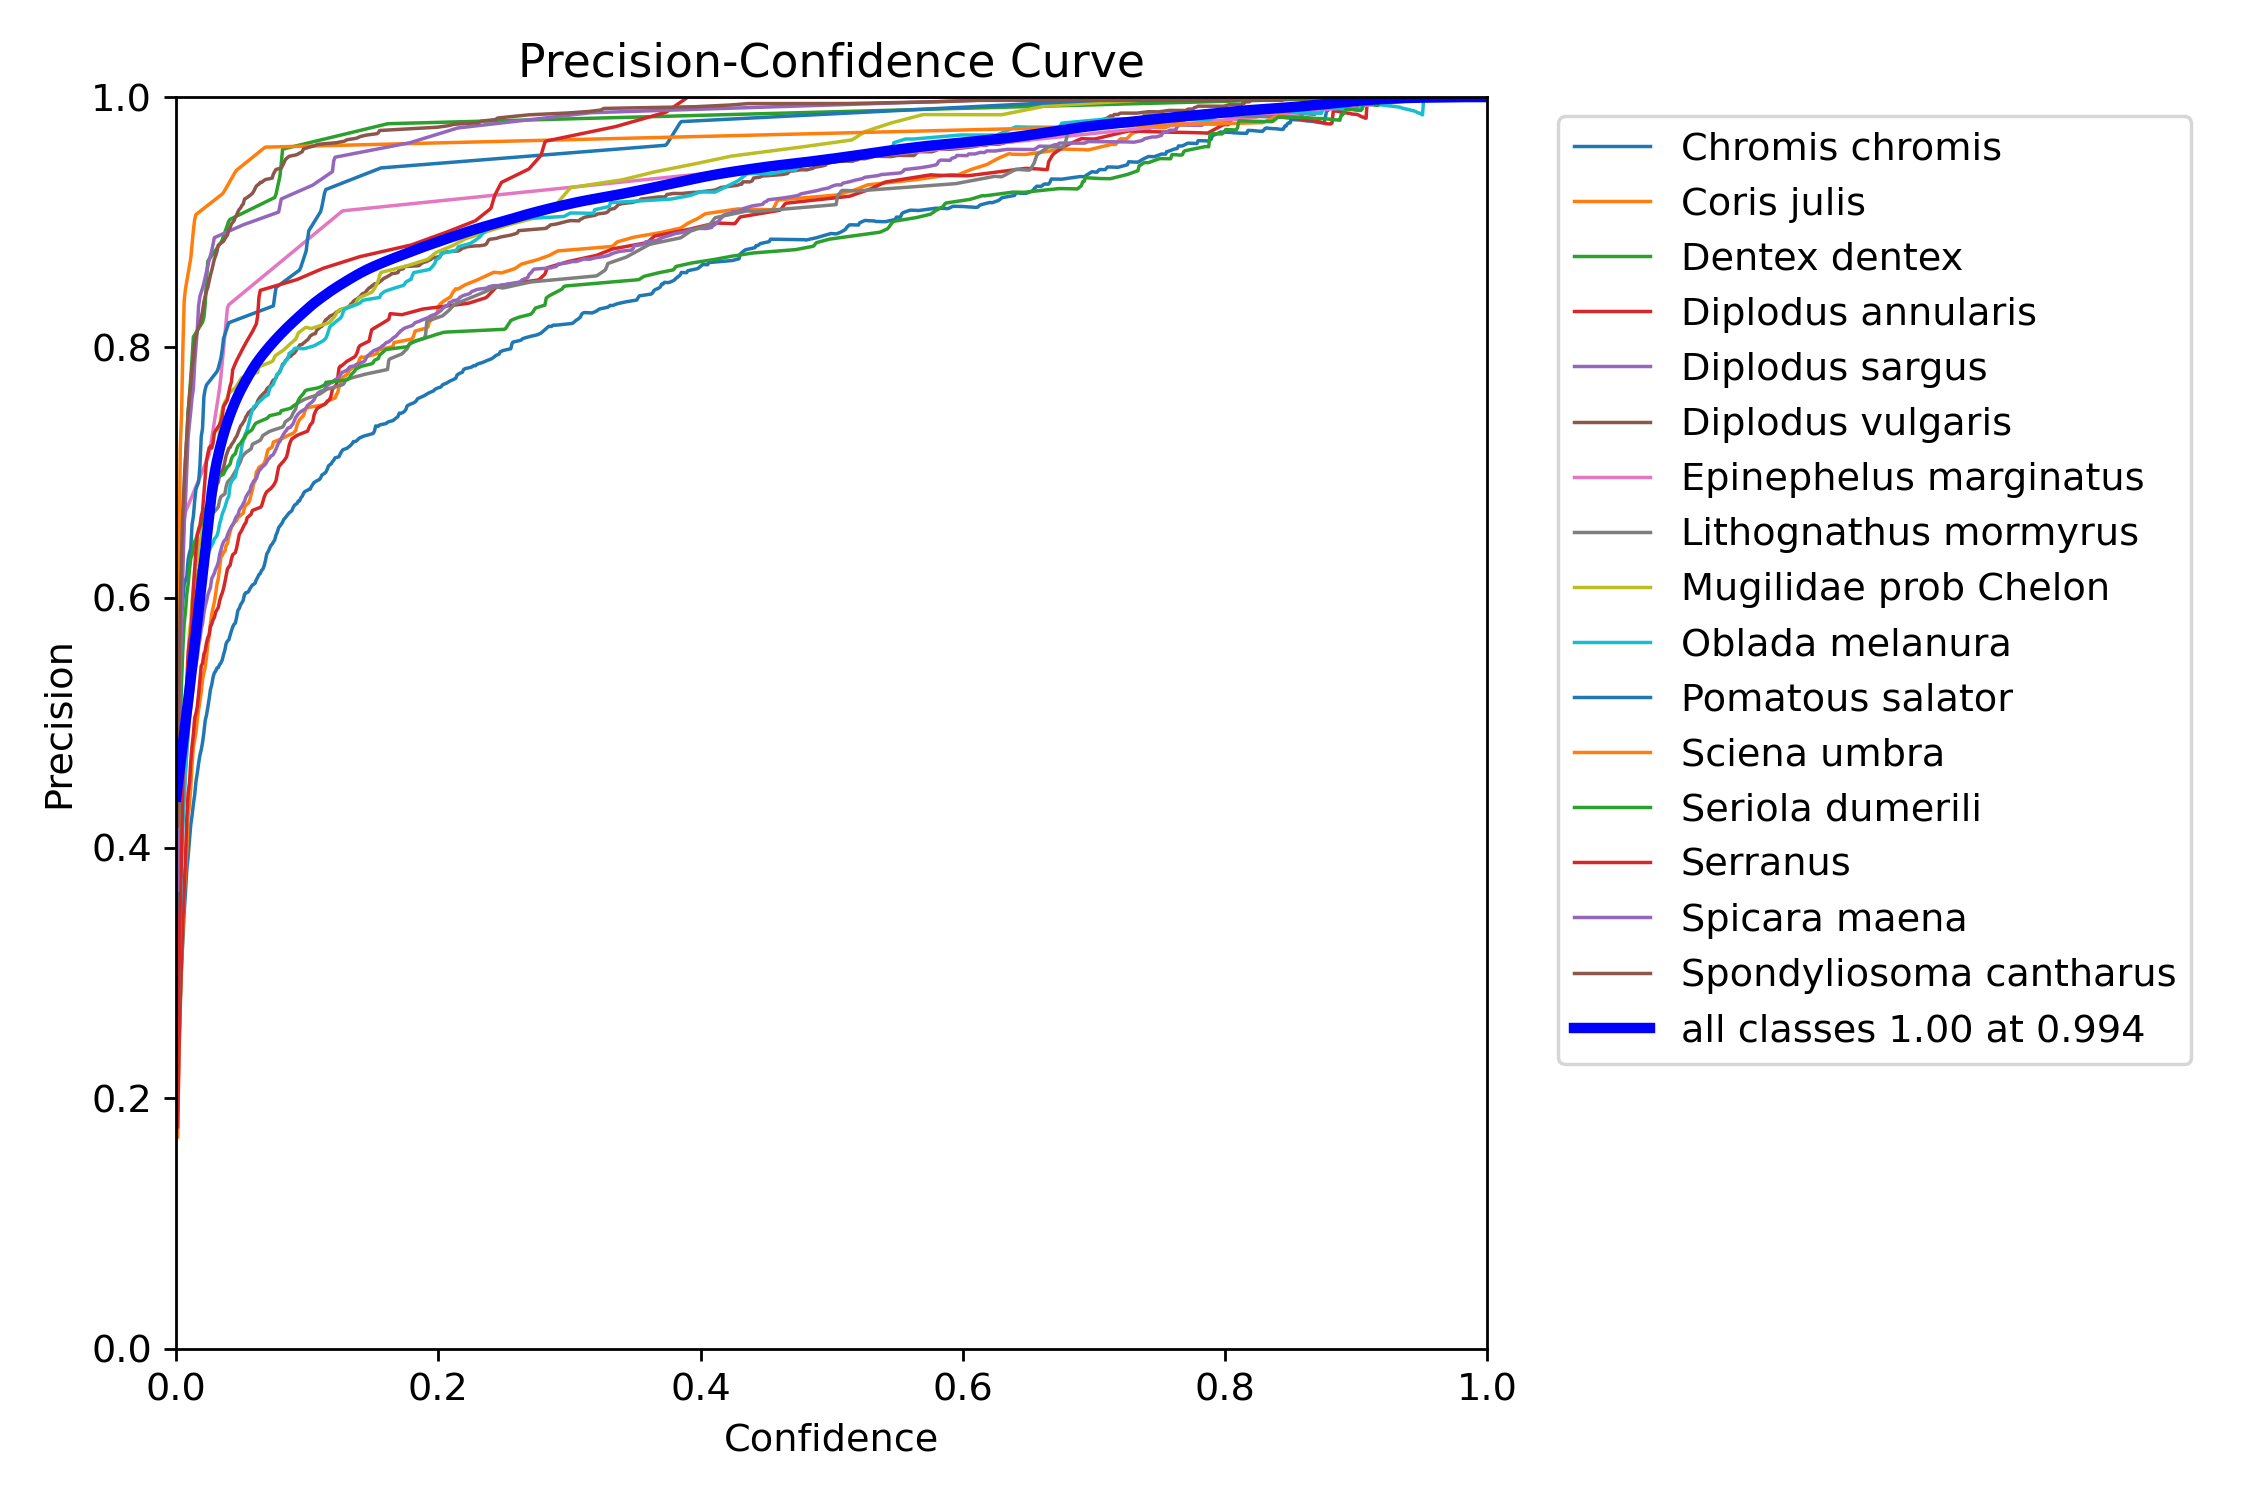 Precision-Confidence Curve
1.0
0.8
0.6
0.4
0.2
0.0
Precision
0.0 0.2 0.4 0.6 0.8 1.0
Confidence
Chromis chromis
Coris julis
Dentex dentex
Diplodus annularis
Diplodus sargus
Diplodus vulgaris
Epinephelus marginatus
Lithognathus mormyrus
Mugilidae prob Chelon
Oblada melanura
Pomatous salator
Sciena umbra
Seriola dumerili
Serranus
Spicara maena
Spondyliosoma cantharus
all classes 1.00 at 0.994